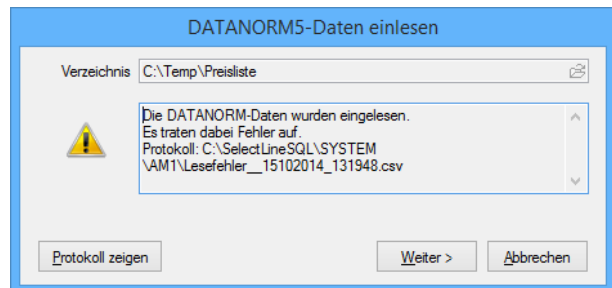 DATANORM5-Daten einlesen
Verzeichnis C:\Temp\Preisliste
Die DATANORM-Daten wurden eingelesen.
Es traten dabei Fehler auf.
Protokoll: C:\SelectLineSQL\SYSTEM
\AM1\Lesefehler__15102014_131948.csv
Protokoll zeigen Weiter > Abbrechen